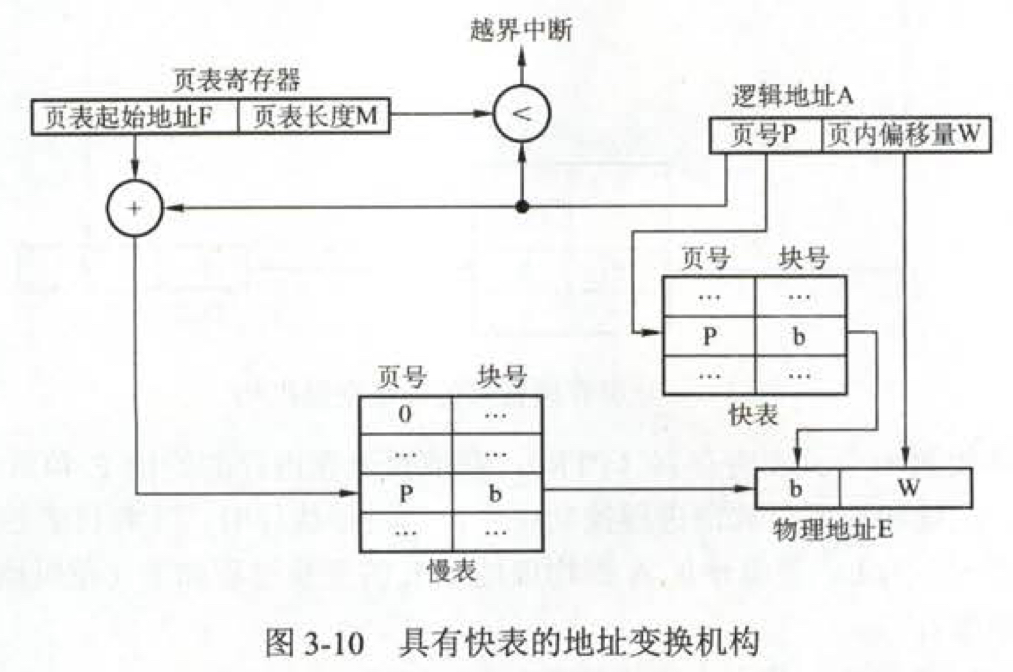 越界中断
页表寄存器
页表起始地址F 页表长度M
<
逻辑地址A
页号P 页内偏移量W
+
页号 块号
… …
P b
… …
快表
页号 块号
0 …
… …
P b
… …
慢表
b W
物理地址E
图 3-10 具有快表的地址变换机构